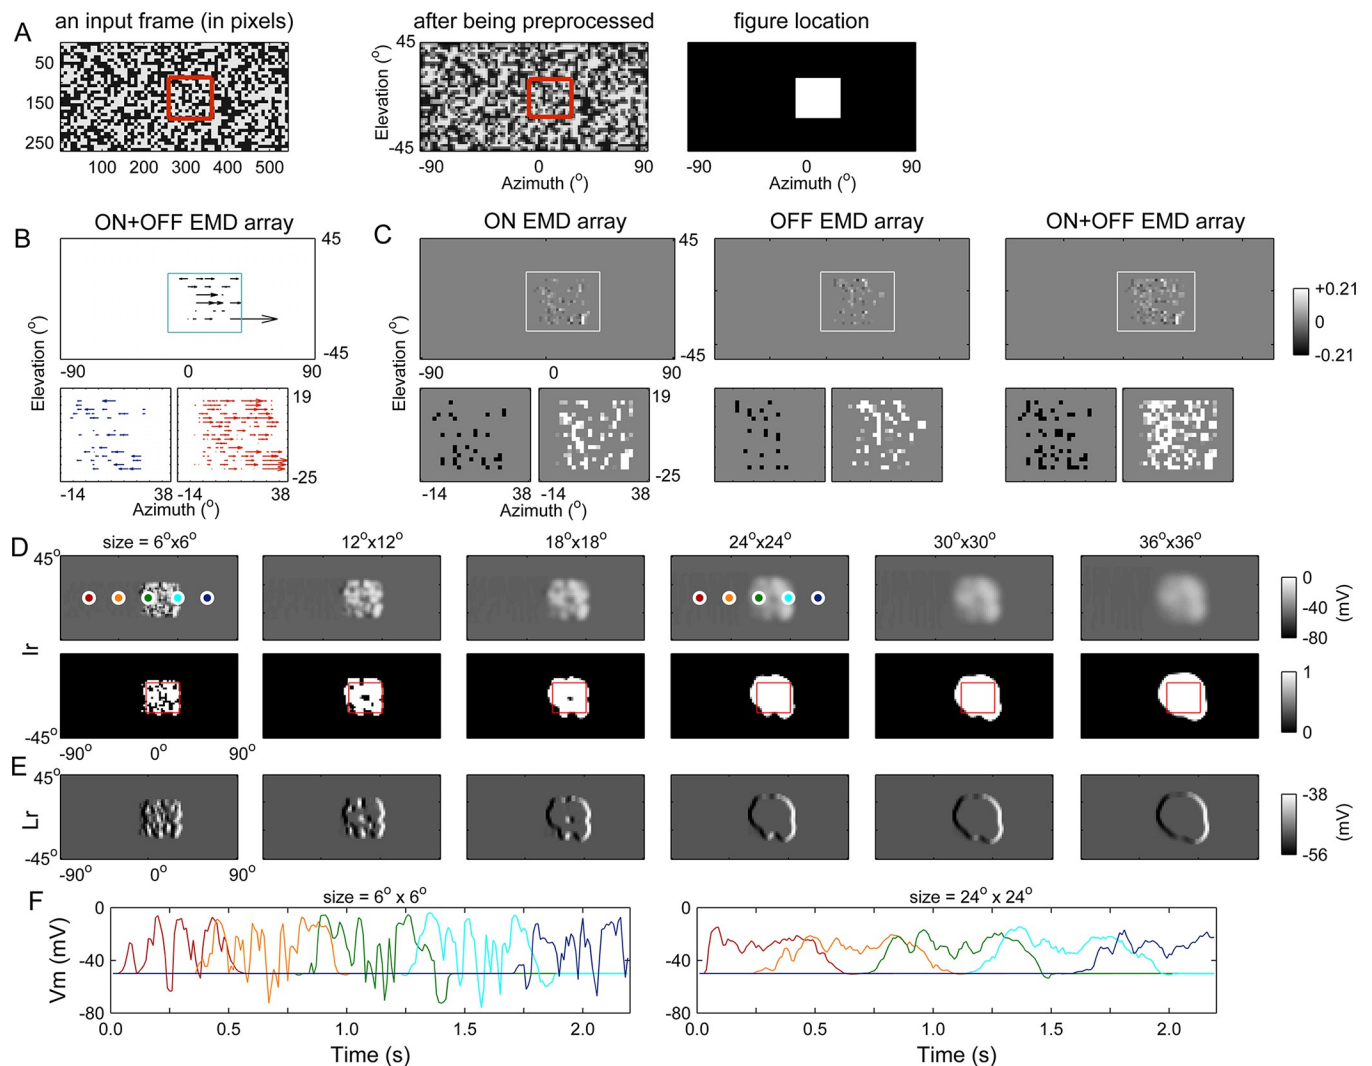 A
an input frame (in pixels)
after being preprocessed
figure location
50
150
250
100 200 300 400 500
Elevation (°)
45
-45
-90 0 90
Azimuth (°)
-90 0 90
Azimuth (°)
B
ON+OFF EMD array
C
ON EMD array
OFF EMD array
ON+OFF EMD array
45
-45
-90 0 90
Elevation (°)
19
-25
-14 38 -14 38
Azimuth (°)
Elevation (°)
45
-45
-90 0 90
19
-25
-14 38 -14 38
Azimuth (°)
+0.21
0
-0.21
D
size = 6°x6°
12°x12°
18°x18°
24°x24°
30°x30°
36°x36°
45°
Ir
-45°
-90° 0° 90°
0
-40
-80
(mV)
1
0
E
45°
Lr
-45°
-90° 0° 90°
-38
-56
(mV)
F
size = 6° x 6°
size = 24° x 24°
Vm (mV)
0
-40
-80
0.0 0.5 1.0 1.5 2.0
Time (s)
0
-40
-80
0.0 0.5 1.0 1.5 2.0
Time (s)